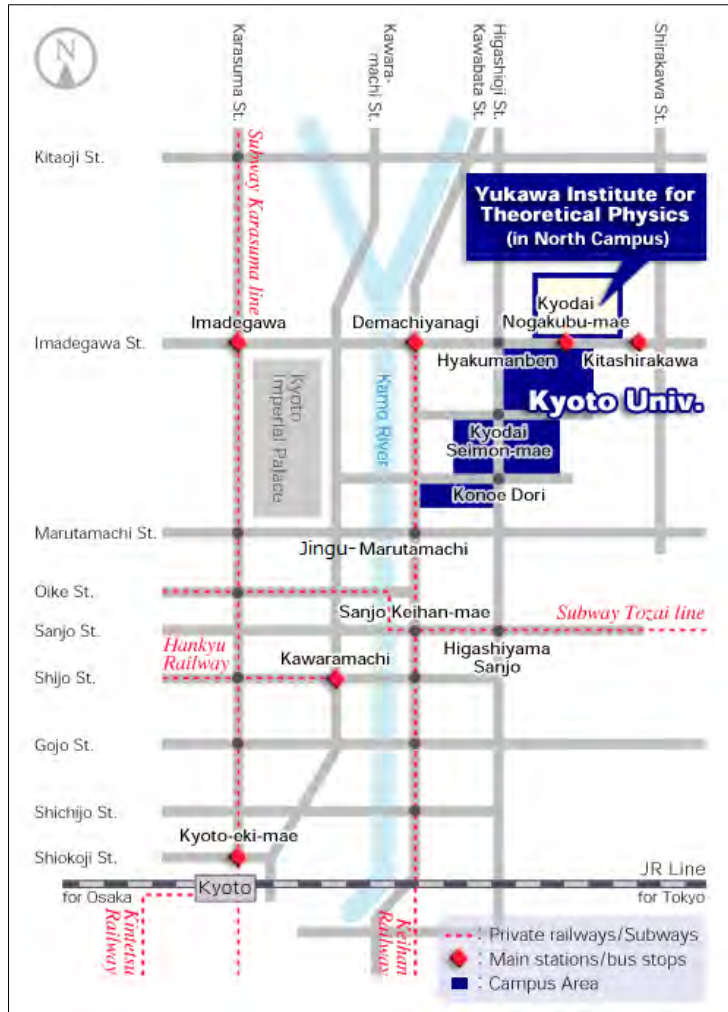 N
Karasuma St.
Kawara-
machi St.
Kawabata St.
Higashioji St.
Shirakawa St.
Subway Karasuma line
Kitaoji St.
Yukawa Institute for
Theoretical Physics
(in North Campus)
Imadegawa
Demachiyanagi
Kyodai
Nogakubu-mae
Imadegawa St.
Hyakumanben
Kitashirakawa
Kyoto
Imperial Palace
Kamo River
Kyoto Univ.
Kyodai
Seimon-mae
Konoe Dori
Marutamachi St.
Jingu-Marutamachi
Oike St.
Sanjo Keihan-mae
Subway Tozai line
Sanjo St.
Hankyu
Railway
Kawaramachi
Higashiyama
Sanjo
Shijo St.
Gojo St.
Shichijo St.
Kyoto-eki-mae
Shiokoji St.
JR Line
Kyoto
for Osaka
for Tokyo
Kintetsu
Railway
Keihan
Railway
: Private railways/Subways
: Main stations/bus stops
: Campus Area